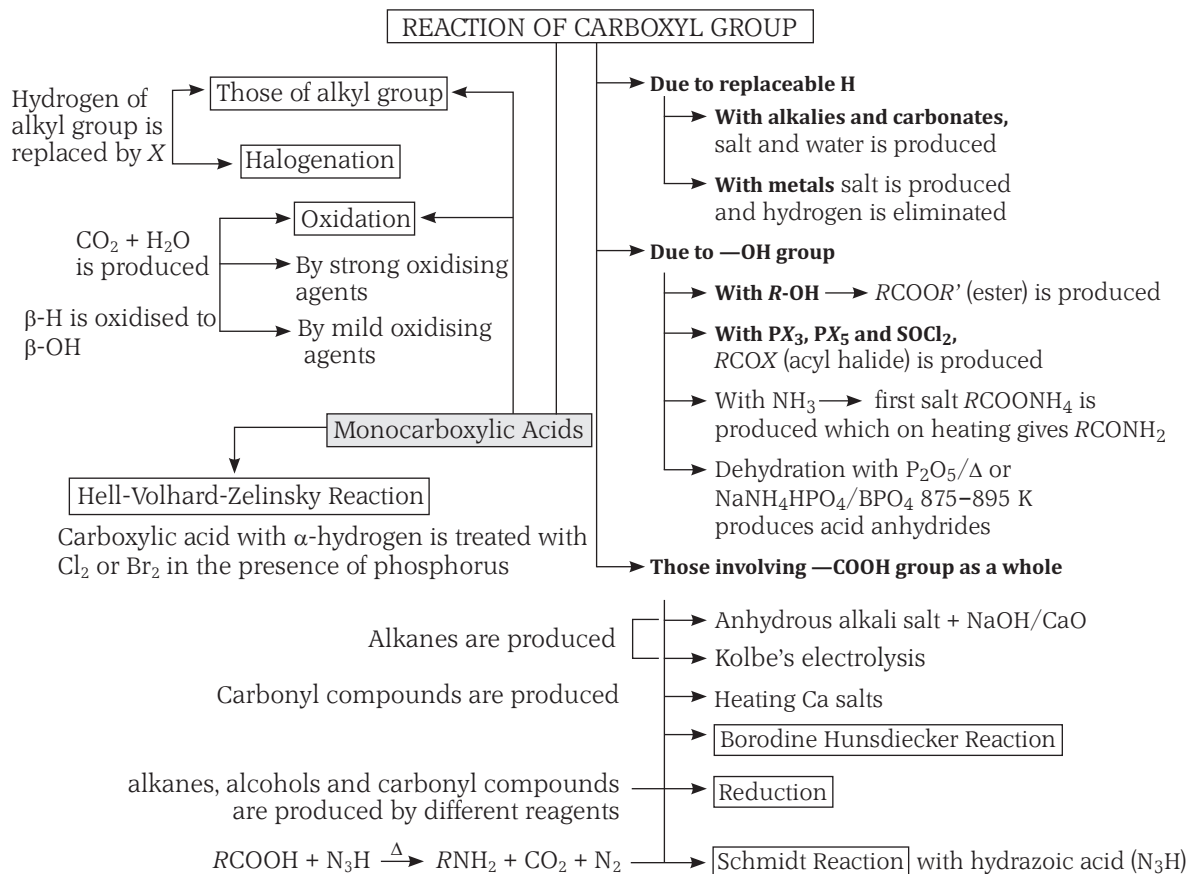 REACTION OF CARBOXYL GROUP
Hydrogen of
alkyl group is
replaced by X
Those of alkyl group
Halogenation
Oxidation
CO₂ + H₂O
is produced
By strong oxidising
agents
β-H is oxidised to
β-OH
By mild oxidising
agents
Monocarboxylic Acids
Hell-Volhard-Zelinsky Reaction
Carboxylic acid with α-hydrogen is treated with
Cl₂ or Br₂ in the presence of phosphorus
Due to replaceable H
With alkalies and carbonates,
salt and water is produced
With metals salt is produced
and hydrogen is eliminated
Due to —OH group
With R-OH → RCOOR’ (ester) is produced
With PX₃, PX₅ and SOCl₂,
RCOX (acyl halide) is produced
With NH₃ → first salt RCOONH₄ is
produced which on heating gives RCONH₂
Dehydration with P₂O₅/Δ or
NaNH₄HPO₄/BPO₄ 875–895 K
produces acid anhydrides
Those involving —COOH group as a whole
Alkanes are produced
Anhydrous alkali salt + NaOH/CaO
Kolbe's electrolysis
Carbonyl compounds are produced
Heating Ca salts
Borodine Hunsdiecker Reaction
alkanes, alcohols and carbonyl compounds
are produced by different reagents
Reduction
RCOOH + N₃H —Δ→ RNH₂ + CO₂ + N₂
Schmidt Reaction with hydrazoic acid (N₃H)